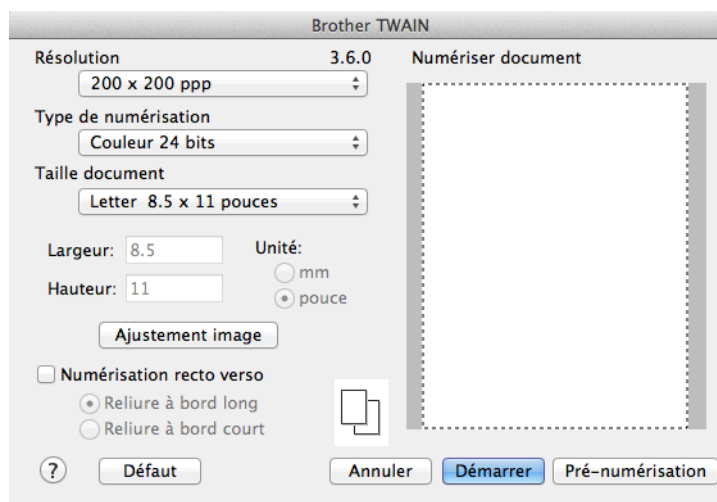 Brother TWAIN
Résolution 3.6.0
200 x 200 ppp
Type de numérisation
Couleur 24 bits
Taille document
Letter 8.5 x 11 pouces
Largeur: 8.5
Hauteur: 11
Unité:
mm
pouce
Ajustement image
Numérisation recto verso
Reliure à bord long
Reliure à bord court
Numériser document
? Défaut Annuler Démarrer Pré-numérisation